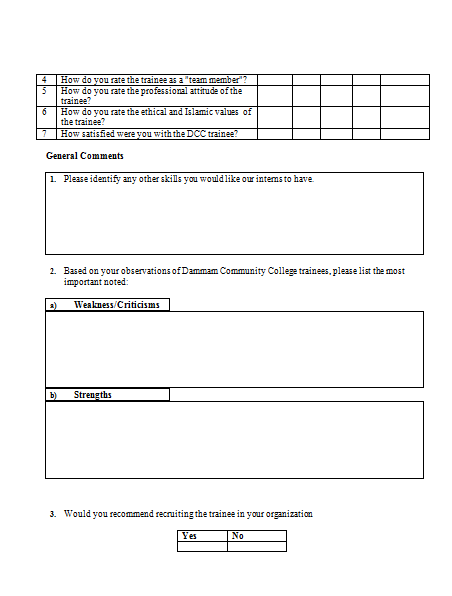 4 How do you rate the trainee as a "team member"?
5 How do you rate the professional attitude of the
trainee?
6 How do you rate the ethical and Islamic values of
the trainee?
7 How satisfied were you with the DCC trainee?
General Comments
1. Please identify any other skills you would like our interns to have.
2. Based on your observations of Dammam Community College trainees, please list the most
important noted:
a) Weakness/Criticisms
b) Strengths
3. Would you recommend recruiting the trainee in your organization
Yes No